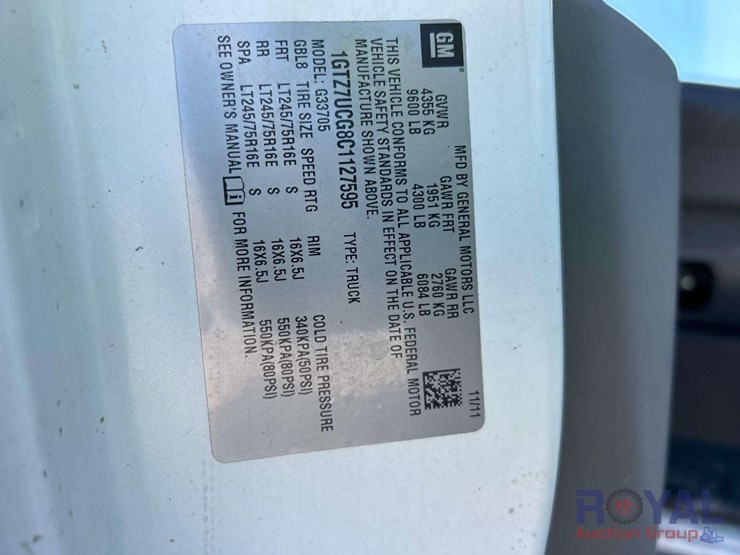 GM
MFD BY GENERAL MOTORS LLC 11/11
GVWR GAWR FRT GAWR RR
4355 KG 1951 KG 2760 KG
9600 LB 4300 LB 6084 LB
THIS VEHICLE CONFORMS TO ALL APPLICABLE U.S. FEDERAL MOTOR
VEHICLE SAFETY STANDARDS IN EFFECT ON THE DATE OF
MANUFACTURE SHOWN ABOVE.
1GTZ7UCG8C1127595 TYPE: TRUCK
MODEL: G33705
GBL8 TIRE SIZE SPEED RTG RIM COLD TIRE PRESSURE
FRT LT245/75R16E S 16X6.5J 340KPA(50PSI)
RR LT245/75R16E S 16X6.5J 550KPA(80PSI)
SPA LT245/75R16E S 16X6.5J 550KPA(80PSI)
SEE OWNER'S MANUAL FOR MORE INFORMATION.
ROYAL
Auction Group